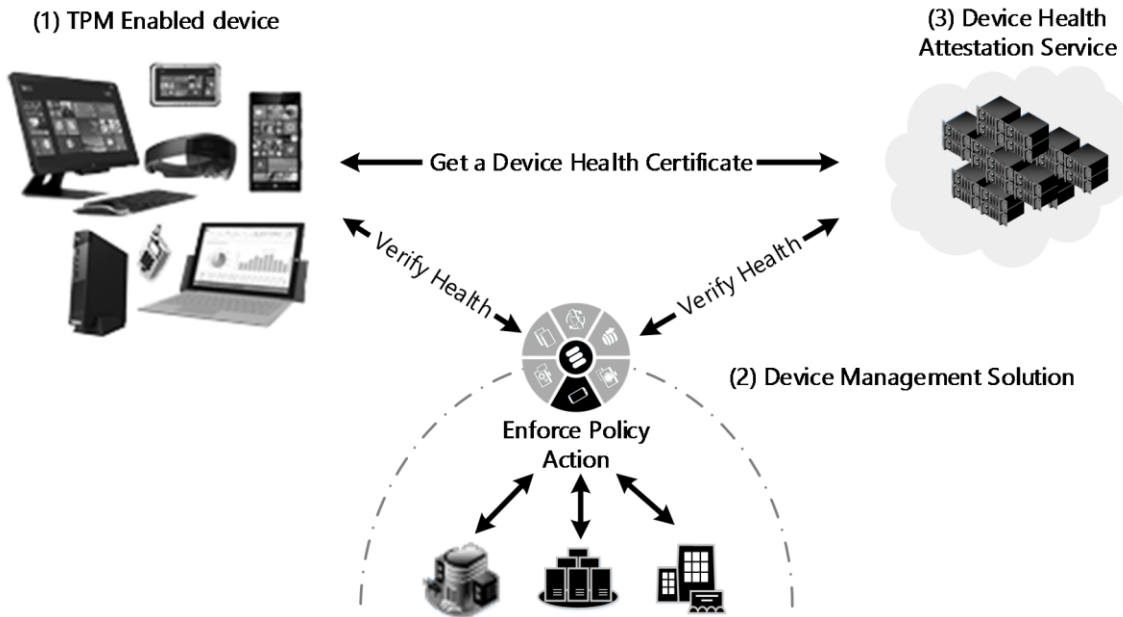 (1) TPM Enabled device
(3) Device Health
Attestation Service
Get a Device Health Certificate
Verify Health
Verify Health
(2) Device Management Solution
Enforce Policy
Action